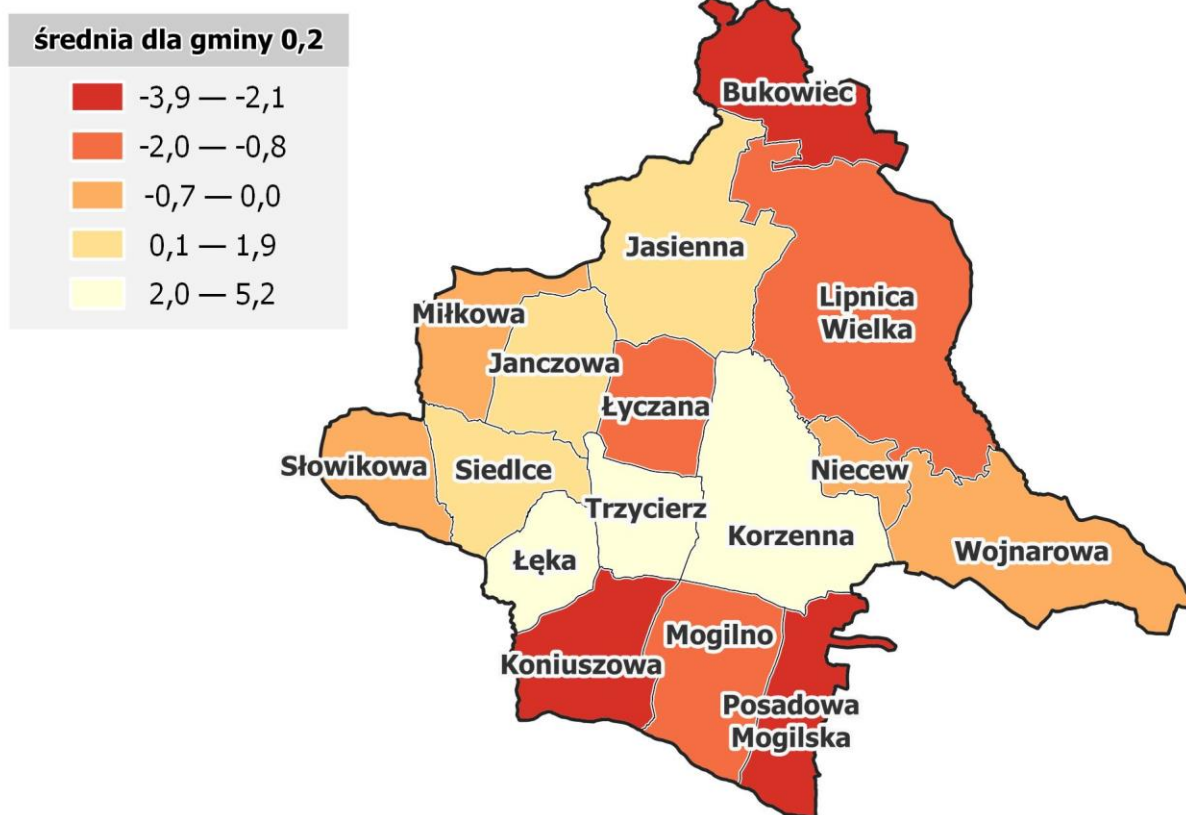 średnia dla gminy 0,2
-3,9 — -2,1
-2,0 — -0,8
-0,7 — 0,0
0,1 — 1,9
2,0 — 5,2
Bukowiec
Jasienna
Lipnica
Wielka
Miłkowa
Janczowa
Łyczana
Słowikowa
Siedlce
Niecew
Trzycierz
Korzenna
Wojnarowa
Łęka
Mogilno
Koniuszowa
Posadowa
Mogilska